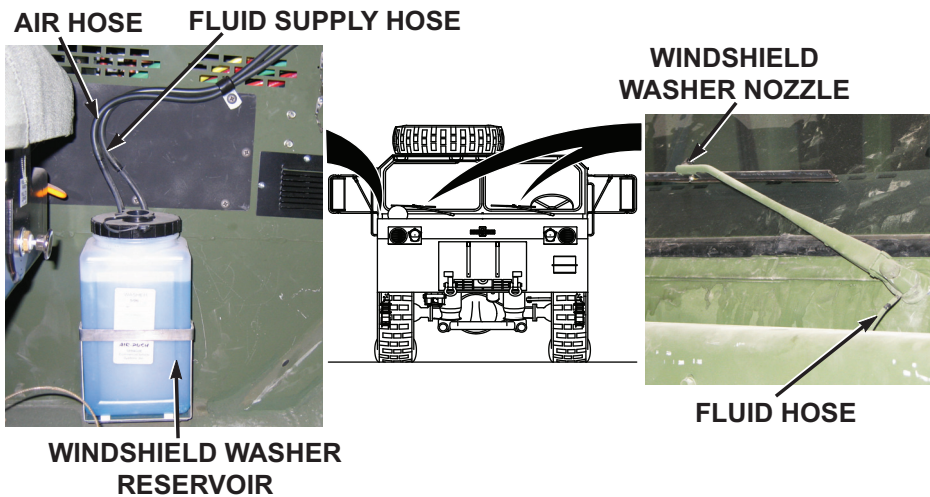 AIR HOSE
FLUID SUPPLY HOSE
WINDSHIELD
WASHER NOZZLE
FLUID HOSE
WINDSHIELD WASHER
RESERVOIR